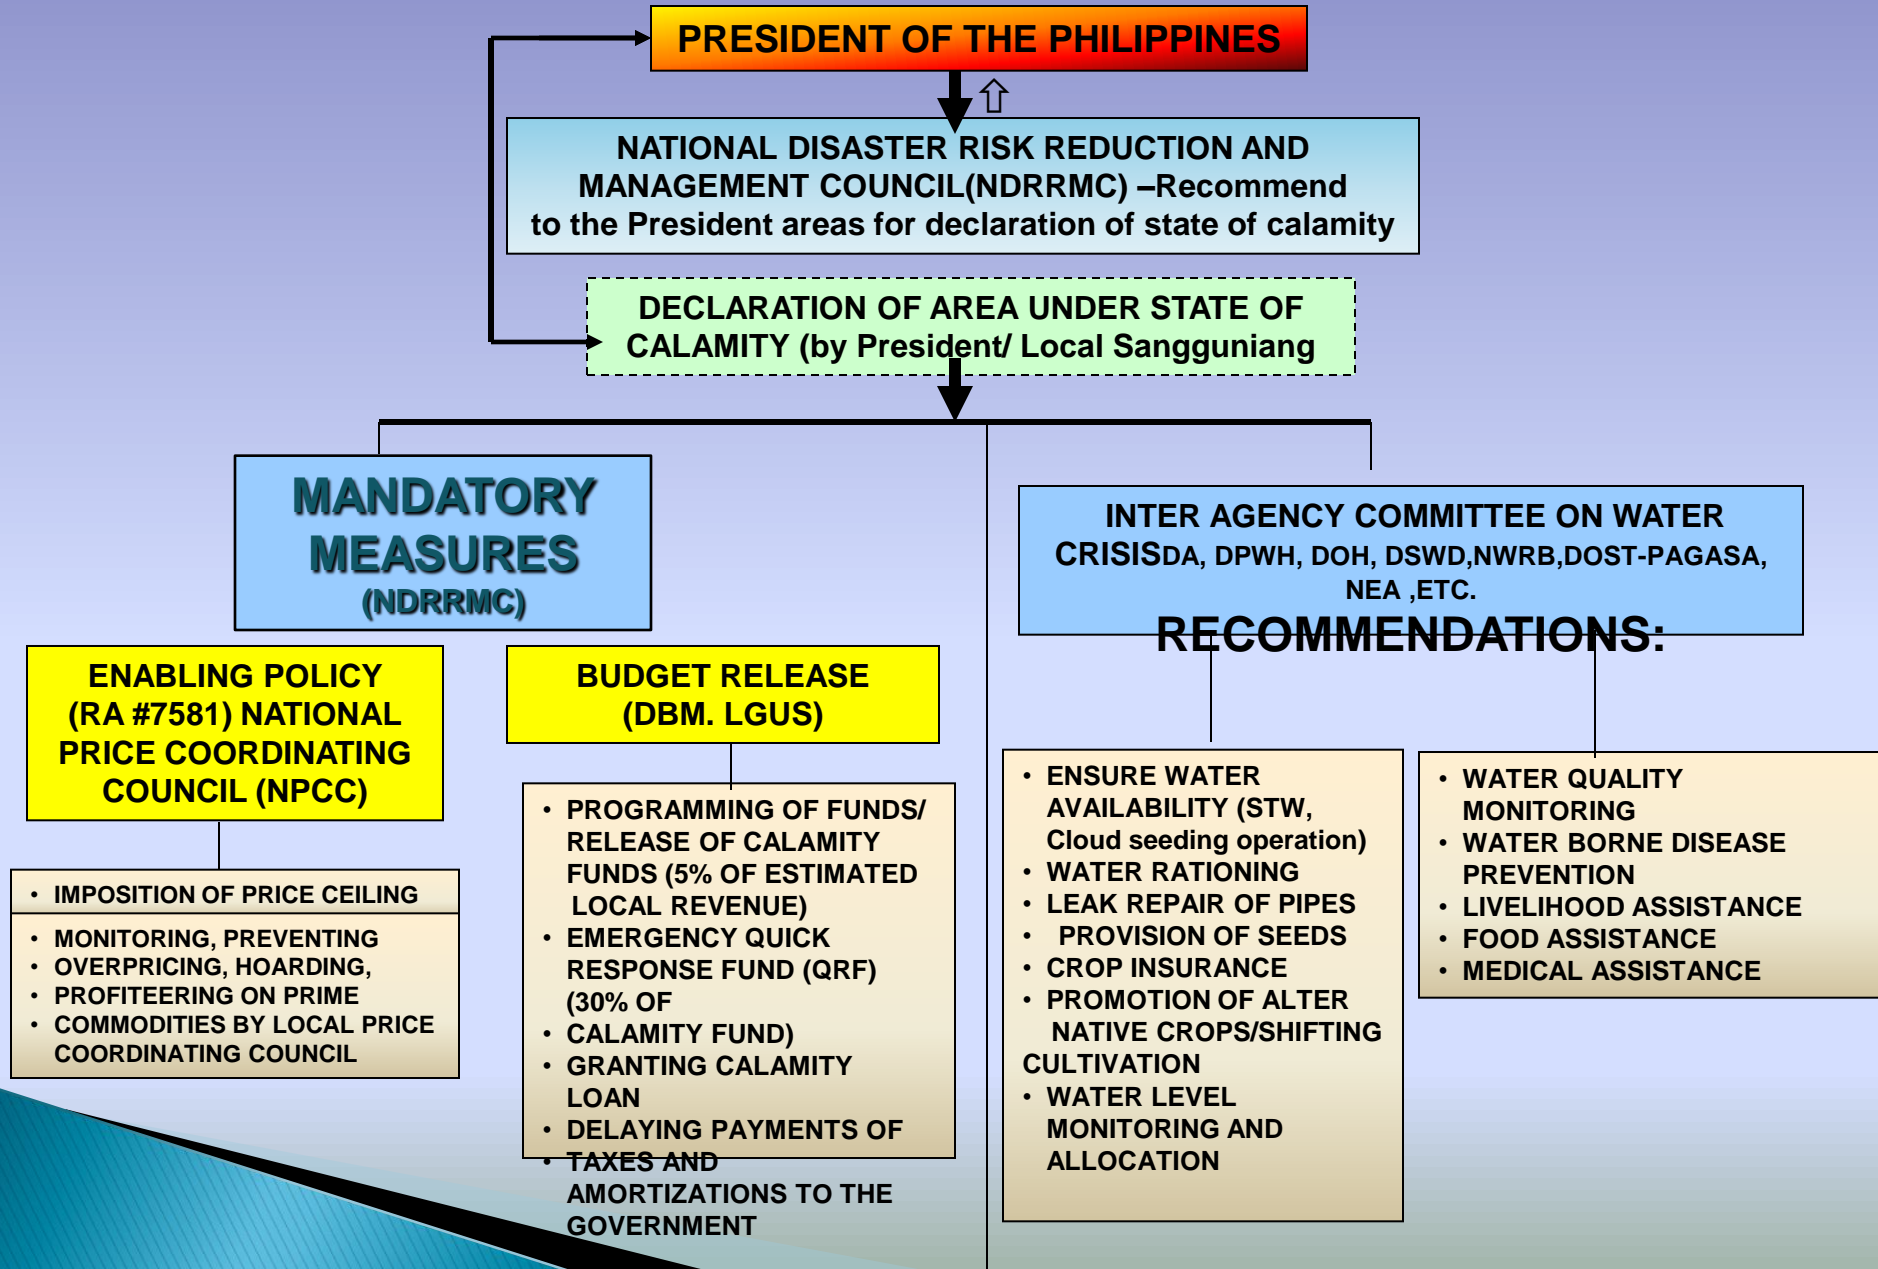 PRESIDENT OF THE PHILIPPINES
NATIONAL DISASTER RISK REDUCTION AND
MANAGEMENT COUNCIL(NDRRMC) –Recommend
to the President areas for declaration of state of calamity
DECLARATION OF AREA UNDER STATE OF
CALAMITY (by President/ Local Sangguniang
MANDATORY
MEASURES
(NDRRMC)
INTER AGENCY COMMITTEE ON WATER
CRISISDA, DPWH, DOH, DSWD,NWRB,DOST-PAGASA,
NEA ,ETC.
RECOMMENDATIONS:
ENABLING POLICY
(RA #7581) NATIONAL
PRICE COORDINATING
COUNCIL (NPCC)
• IMPOSITION OF PRICE CEILING
• MONITORING, PREVENTING
• OVERPRICING, HOARDING,
• PROFITEERING ON PRIME
• COMMODITIES BY LOCAL PRICE
COORDINATING COUNCIL
BUDGET RELEASE
(DBM. LGUS)
• PROGRAMMING OF FUNDS/
RELEASE OF CALAMITY
FUNDS (5% OF ESTIMATED
LOCAL REVENUE)
• EMERGENCY QUICK
RESPONSE FUND (QRF)
(30% OF
• CALAMITY FUND)
• GRANTING CALAMITY
LOAN
• DELAYING PAYMENTS OF
• TAXES AND
AMORTIZATIONS TO THE
GOVERNMENT
• ENSURE WATER
AVAILABILITY (STW,
Cloud seeding operation)
• WATER RATIONING
• LEAK REPAIR OF PIPES
• PROVISION OF SEEDS
• CROP INSURANCE
• PROMOTION OF ALTER
NATIVE CROPS/SHIFTING
CULTIVATION
• WATER LEVEL
MONITORING AND
ALLOCATION
• WATER QUALITY
MONITORING
• WATER BORNE DISEASE
PREVENTION
• LIVELIHOOD ASSISTANCE
• FOOD ASSISTANCE
• MEDICAL ASSISTANCE